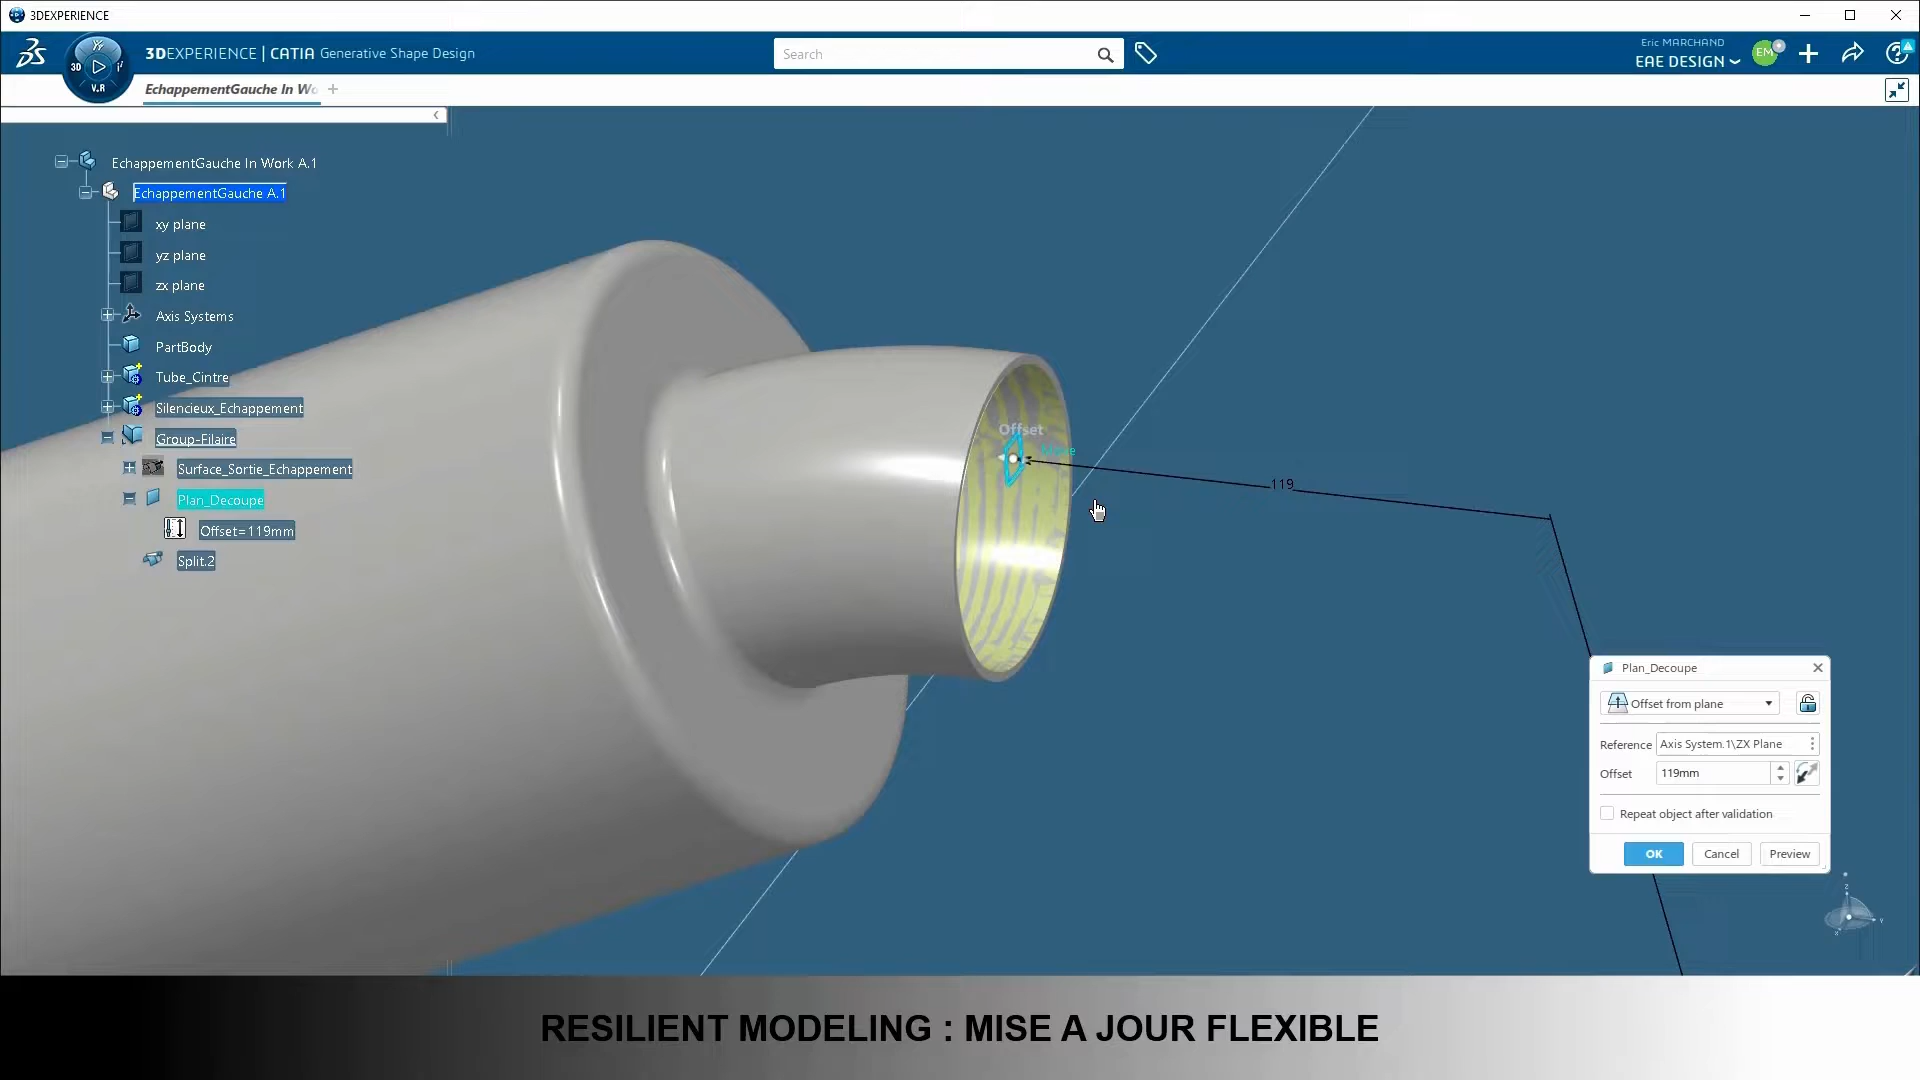 3DEXPERIENCE
3DEXPERIENCE | CATIA Generative Shape Design
3D
V.R
Search
Eric MARCHAND
EAE DESIGN
EM
EchappementGauche In Wo
EchappementGauche In Work A.1
EchappementGauche A.1
xy plane
yz plane
zx plane
Axis Systems
PartBody
Tube_Cintre
Silencieux_Echappement
Group-Filaire
Surface_Sortie_Echappement
Plan_Decoupe
Offset=119mm
Split.2
Offset
119
Plan_Decoupe
Offset from plane
Reference Axis System.1\ZX Plane
Offset 119mm
Repeat object after validation
OK Cancel Preview
RESILIENT MODELING : MISE A JOUR FLEXIBLE